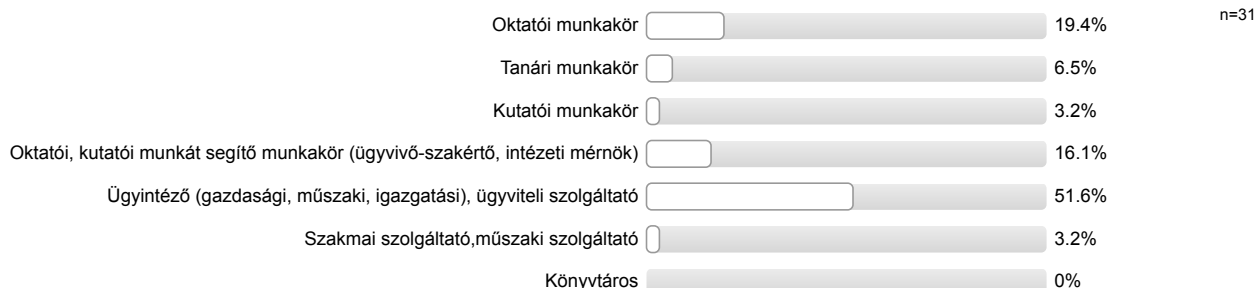 Oktatói munkakör 19.4% n=31
Tanári munkakör 6.5%
Kutatói munkakör 3.2%
Oktatói, kutatói munkát segítő munkakör (ügyvivő-szakértő, intézeti mérnök) 16.1%
Ügyintéző (gazdasági, műszaki, igazgatási), ügyviteli szolgáltató 51.6%
Szakmai szolgáltató,műszaki szolgáltató 3.2%
Könyvtáros 0%